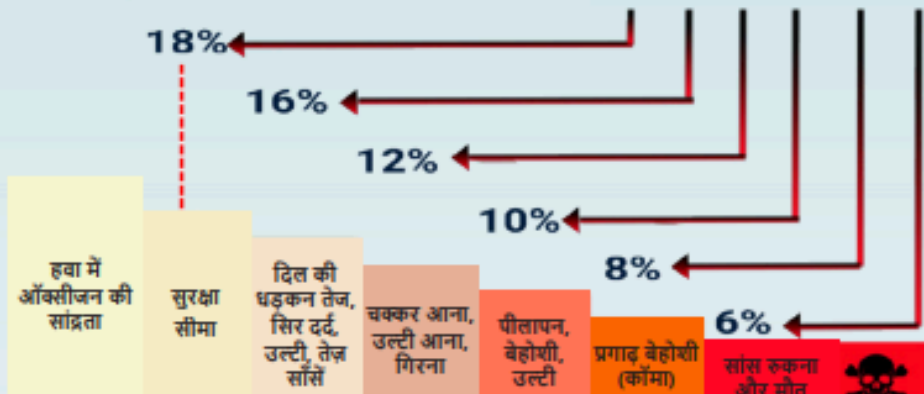 18%
16%
12%
10%
8%
6%
हवा में
ऑक्सीजन की
सांद्रता
सुरक्षा
सीमा
दिल की
धड़कन तेज,
सिर दर्द,
उल्टी, तेज़
साँसें
चक्कर आना,
उल्टी आना,
गिरना
पीलापन,
बेहोशी,
उल्टी
प्रगाढ़ बेहोशी
(कॉमा)
सांस रुकना
और मौत